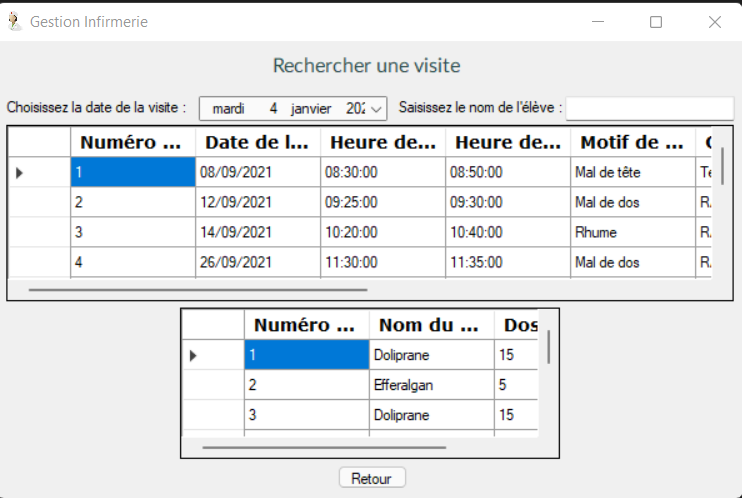 Gestion Infirmerie
Rechercher une visite
Choisissez la date de la visite : mardi 4 janvier Saisissez le nom de l'élève :
Numéro ... Date de l... Heure de... Heure de... Motif de ...
1 08/09/2021 08:30:00 08:50:00 Mal de tête
2 12/09/2021 09:25:00 09:30:00 Mal de dos
3 14/09/2021 10:20:00 10:40:00 Rhume
4 26/09/2021 11:30:00 11:35:00 Mal de dos
Numéro ... Nom du ... Dos
1 Doliprane 15
2 Efferalgan 5
3 Doliprane 15
Retour